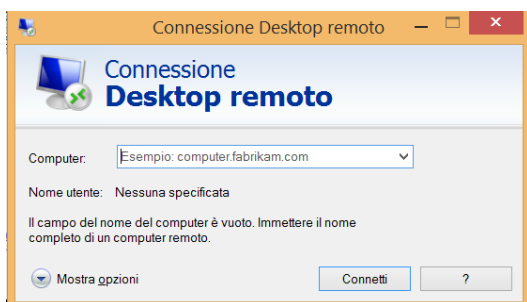 Connessione Desktop remoto
Connessione
Desktop remoto
Computer: Esempio: computer.fabrikam.com
Nome utente: Nessuna specificata
Il campo del nome del computer è vuoto. Immettere il nome
completo di un computer remoto.
Mostra opzioni Connetti ?